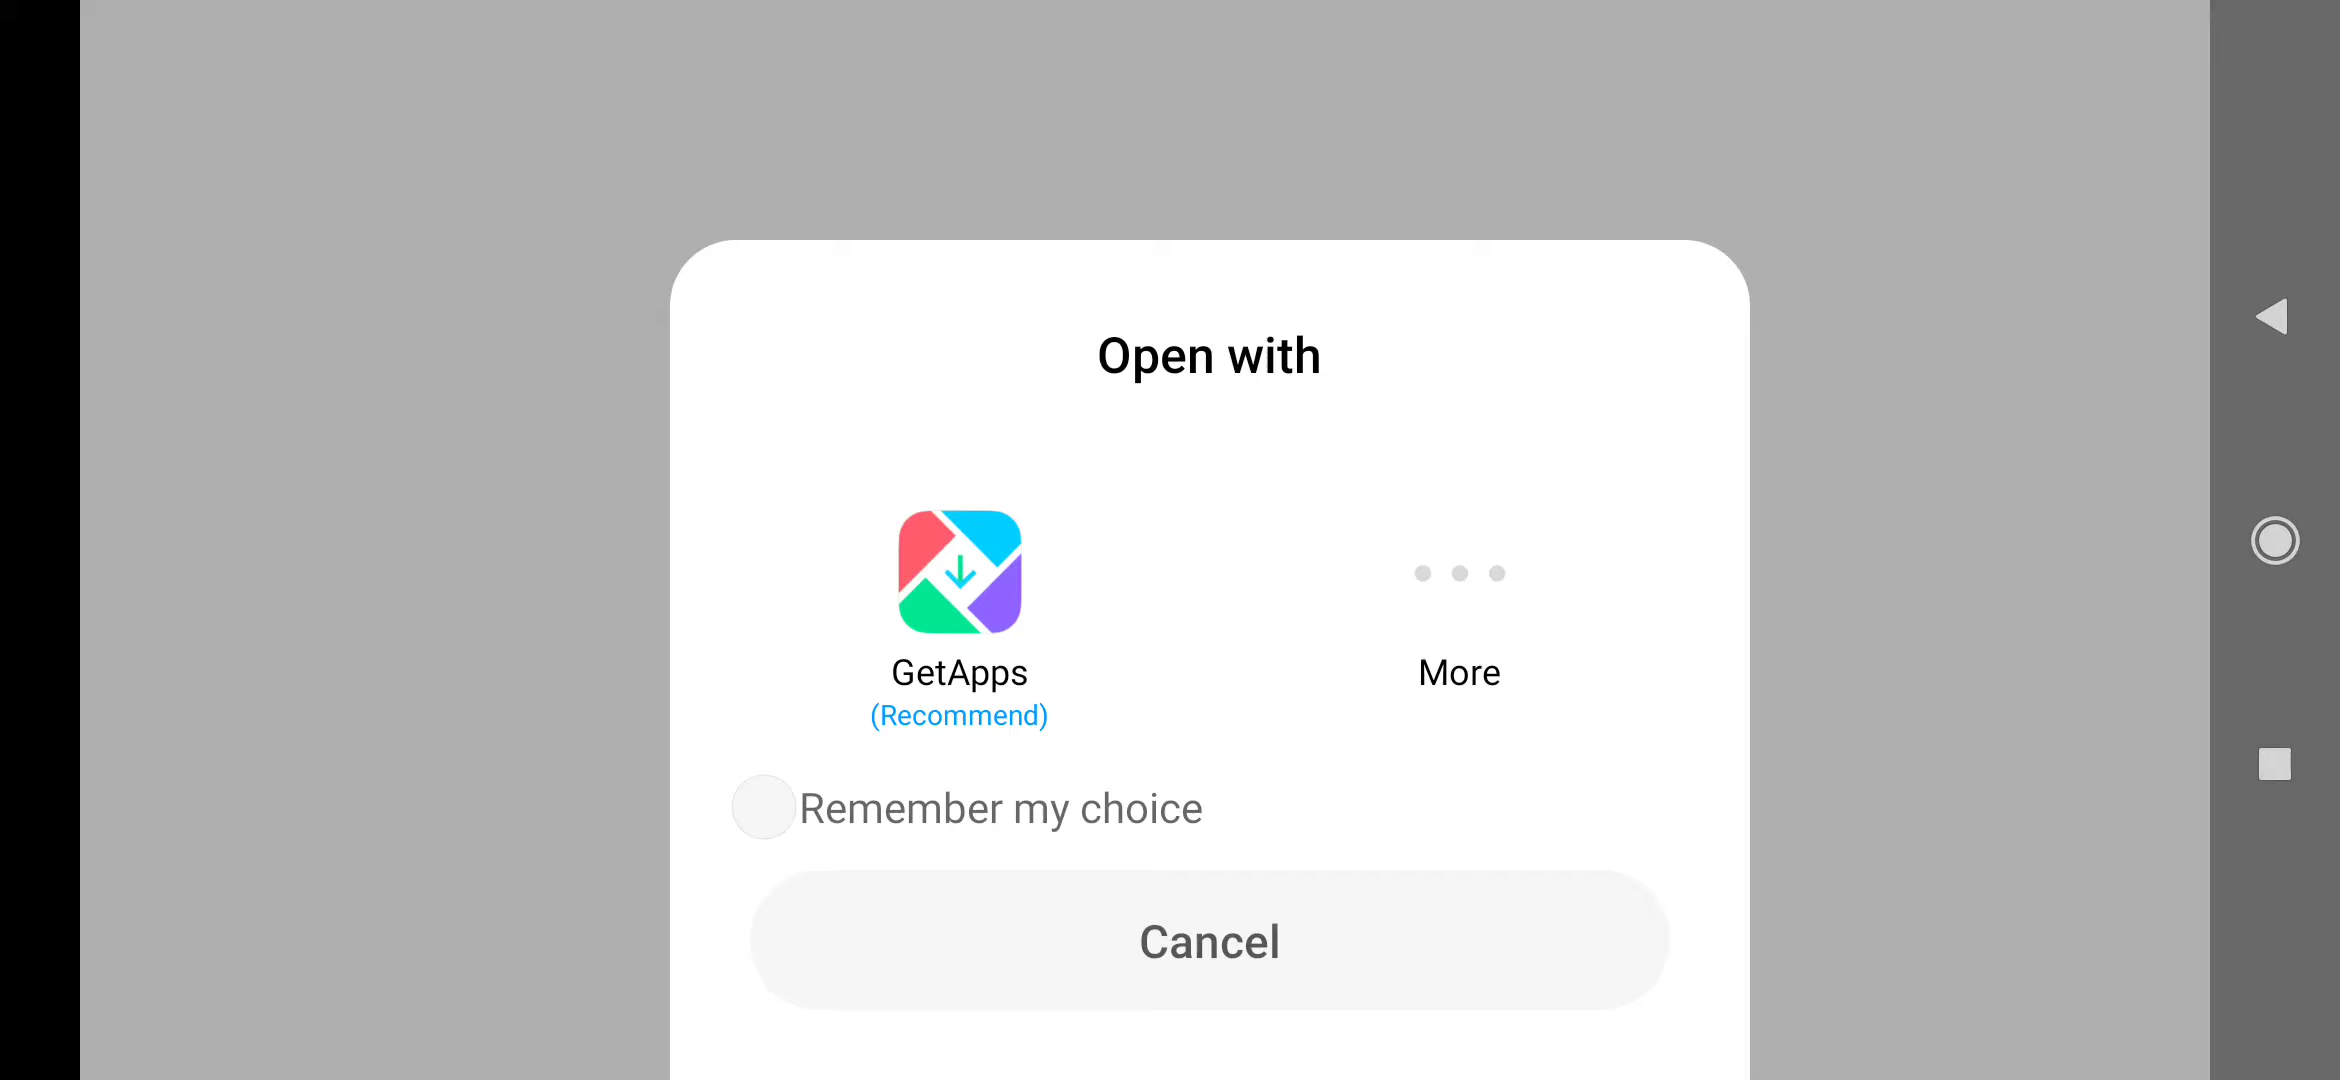 Open with
GetApps
More
(Recommend)
Remember my choice
Cancel